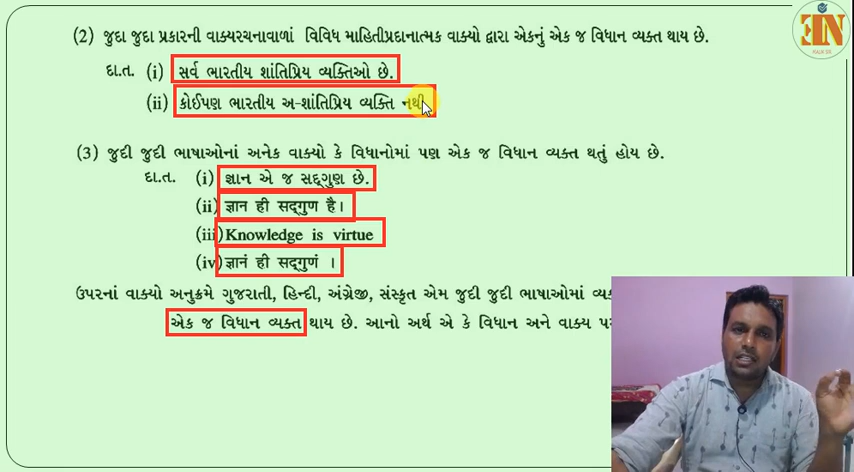 (2) જુદા જુદા પ્રકારની વાક્યરચનાવાળાં વિવિધ માહિતીપ્રદાનાત્મક વાક્યો દ્વારા એકનું એક જ વિધાન વ્યક્ત થાય છે.
દા.ત. (i) સર્વ ભારતીય શાંતિપ્રિય વ્યક્તિઓ છે.
(ii) કોઈપણ ભારતીય અ-શાંતિપ્રિય વ્યક્તિ નથી
(3) જુદી જુદી ભાષાઓનાં અનેક વાક્યો કે વિધાનોમાં પણ એક જ વિધાન વ્યક્ત થતું હોય છે.
દા.ત. (i) જ્ઞાન એ જ સદ્ગુણ છે.
(ii) ज्ञान ही सद्गुण है।
(iii) Knowledge is virtue
(iv) ज्ञानं ही सद्गुणं ।
ઉપરનાં વાક્યો અનુક્રમે ગુજરાતી, હિન્દી, અંગ્રેજી, સંસ્કૃત એમ જુદી જુદી ભાષાઓમાં
એક જ વિધાન વ્યક્ત થાય છે. આનો અર્થ એ કે વિધાન અને વાક્ય